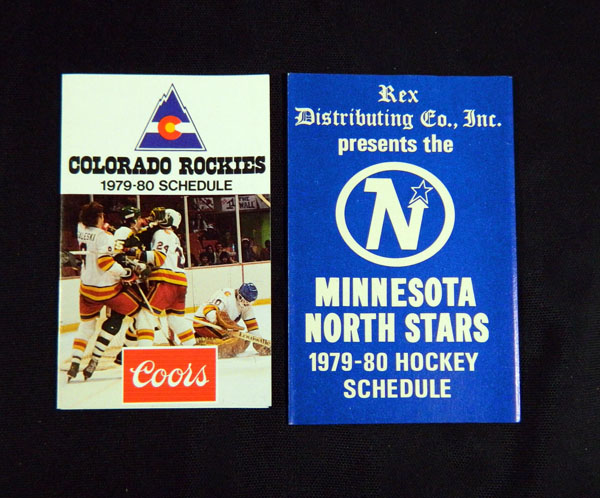 COLORADO ROCKIES
1979-80 SCHEDULE
24
Coors
Rex
Distributing Co., Inc.
presents the
N
MINNESOTA
NORTH STARS
1979-80 HOCKEY
SCHEDULE